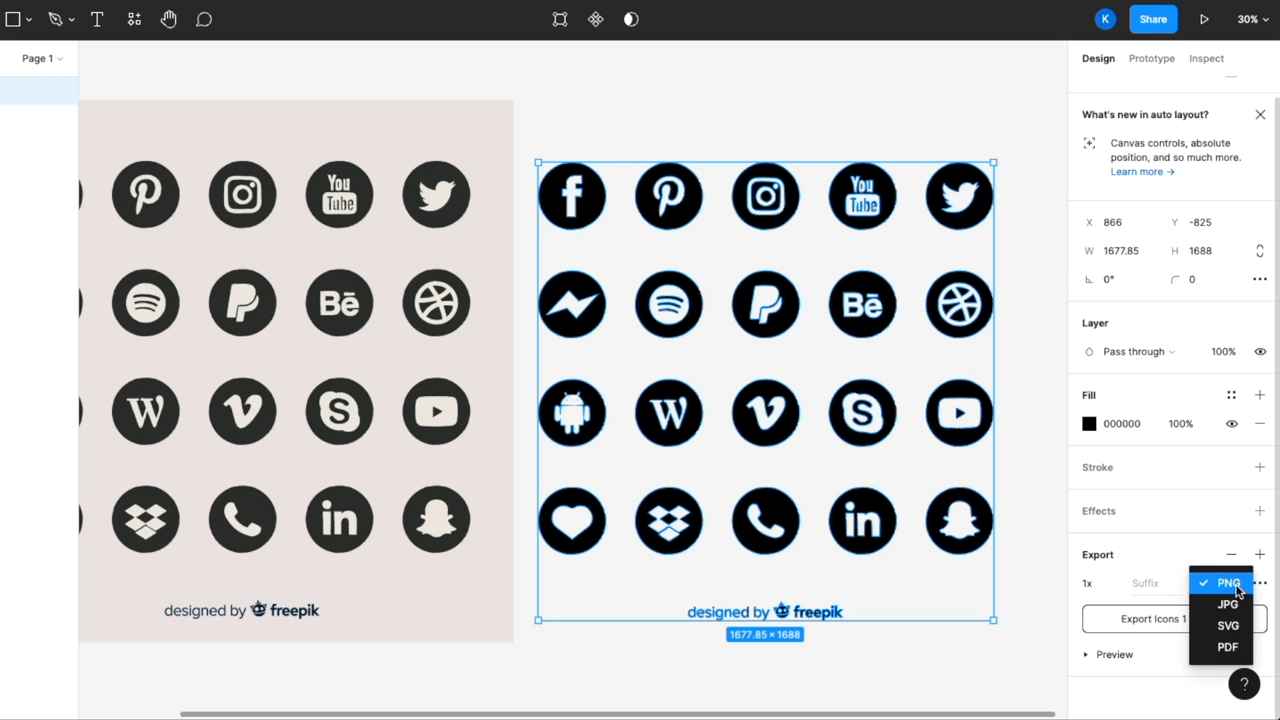 T
K
Share
30%
Page 1
Design
Prototype
Inspect
What's new in auto layout?
Canvas controls, absolute
position, and so much more.
Learn more →
X 866
Y -825
W 1677.85
H 1688
0°
0
Layer
Pass through
100%
Fill
000000
100%
Stroke
Effects
Export
1x
Suffix
PNG
JPG
SVG
PDF
Export Icons 1
Preview
?
You
Tube
Bē
W
S
in
designed by freepik
f
You
Tube
Bē
W
S
in
designed by freepik
1677.85 × 1688